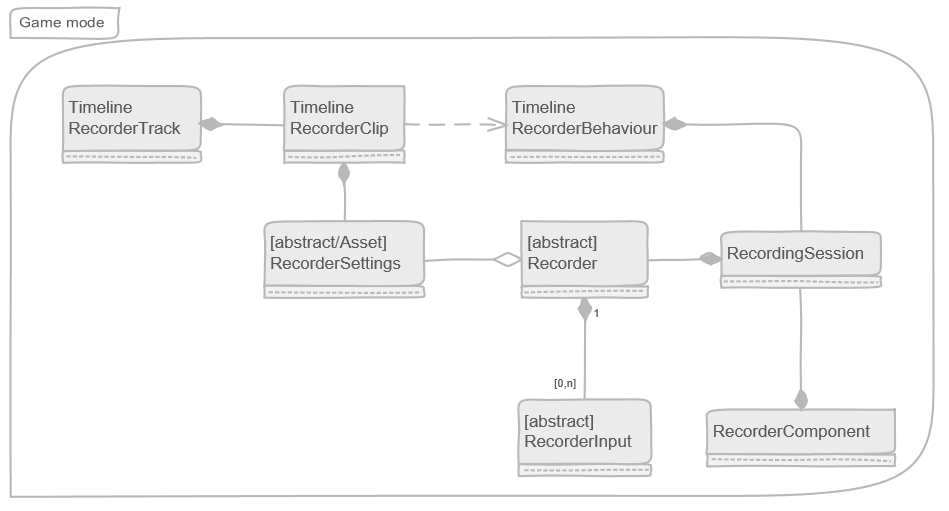 Game mode
Timeline
RecorderTrack
Timeline
RecorderClip
Timeline
RecorderBehaviour
[abstract/Asset]
RecorderSettings
[abstract]
Recorder
RecordingSession
1
[0,n]
[abstract]
RecorderInput
RecorderComponent